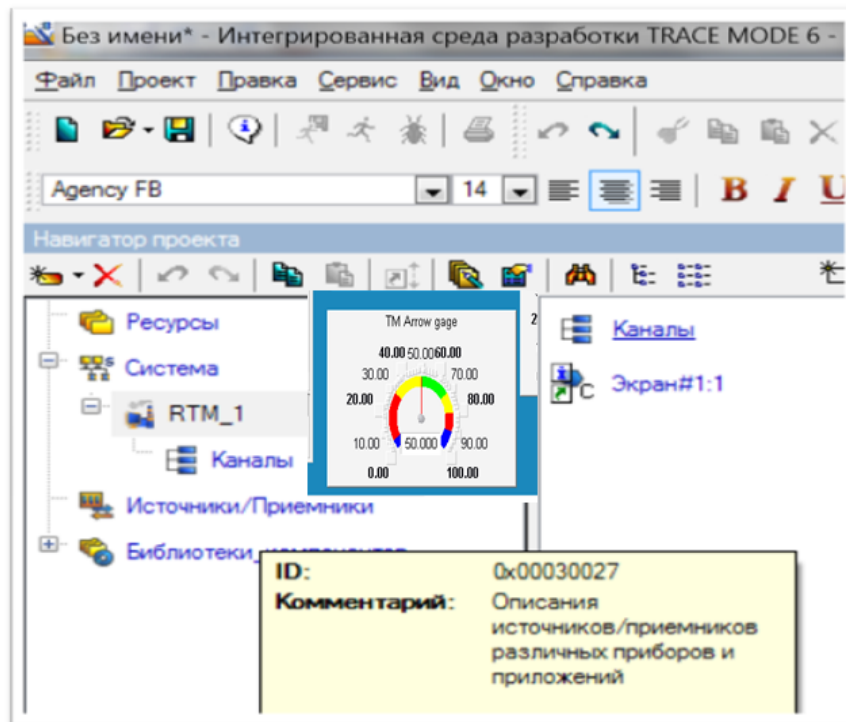 Без имени* - Интегрированная среда разработки TRACE MODE 6 -
Файл Проект Правка Сервис Вид Окно Справка
Agency FB 14 B I U
Навигатор проекта
Ресурсы
Система
RTM_1
Каналы
Источники/Приемники
Библиотеки
TM Arrow gage
40.00 50.00 60.00
30.00 70.00
20.00 80.00
10.00 50.000 90.00
0.00 100.00
2
Каналы
Экран#1:1
ID: 0x00030027
Комментарий: Описания
источников/приемников
различных приборов и
приложений